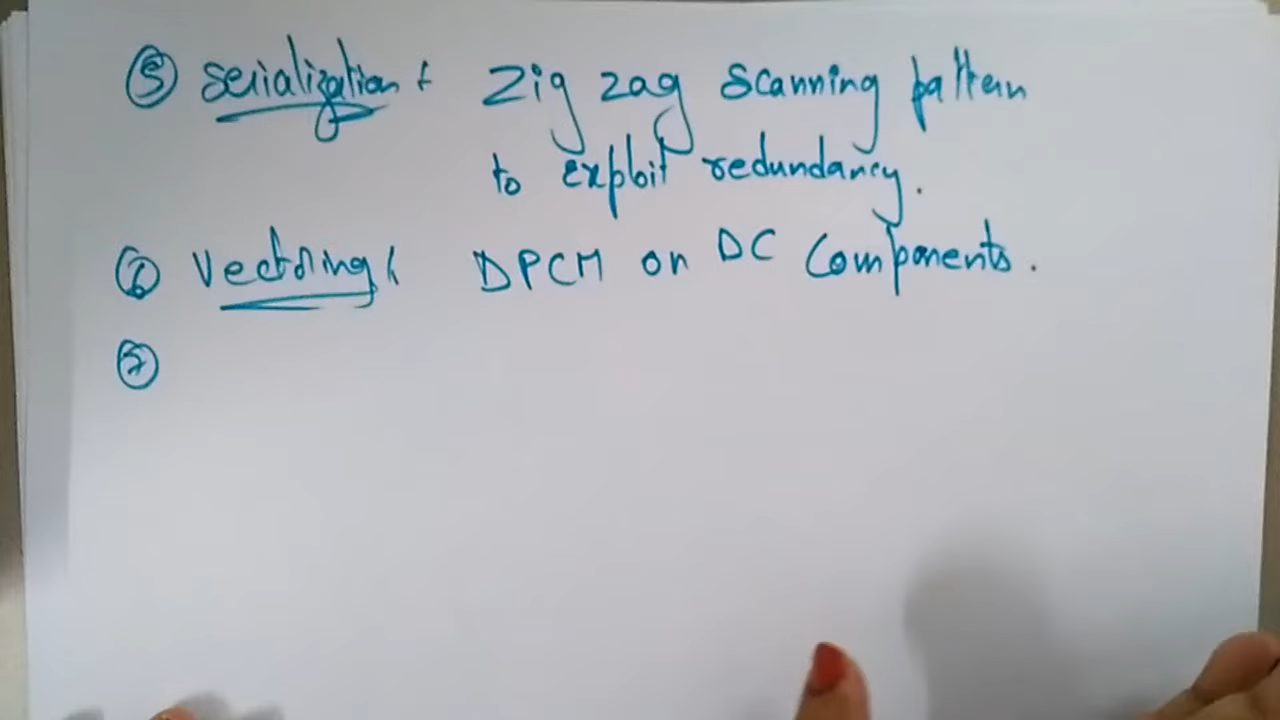 ⑤ serialization : Zig zag scanning pattern
to exploit redundancy.
⑥ Vectoring : DPCM on DC Components.
⑦